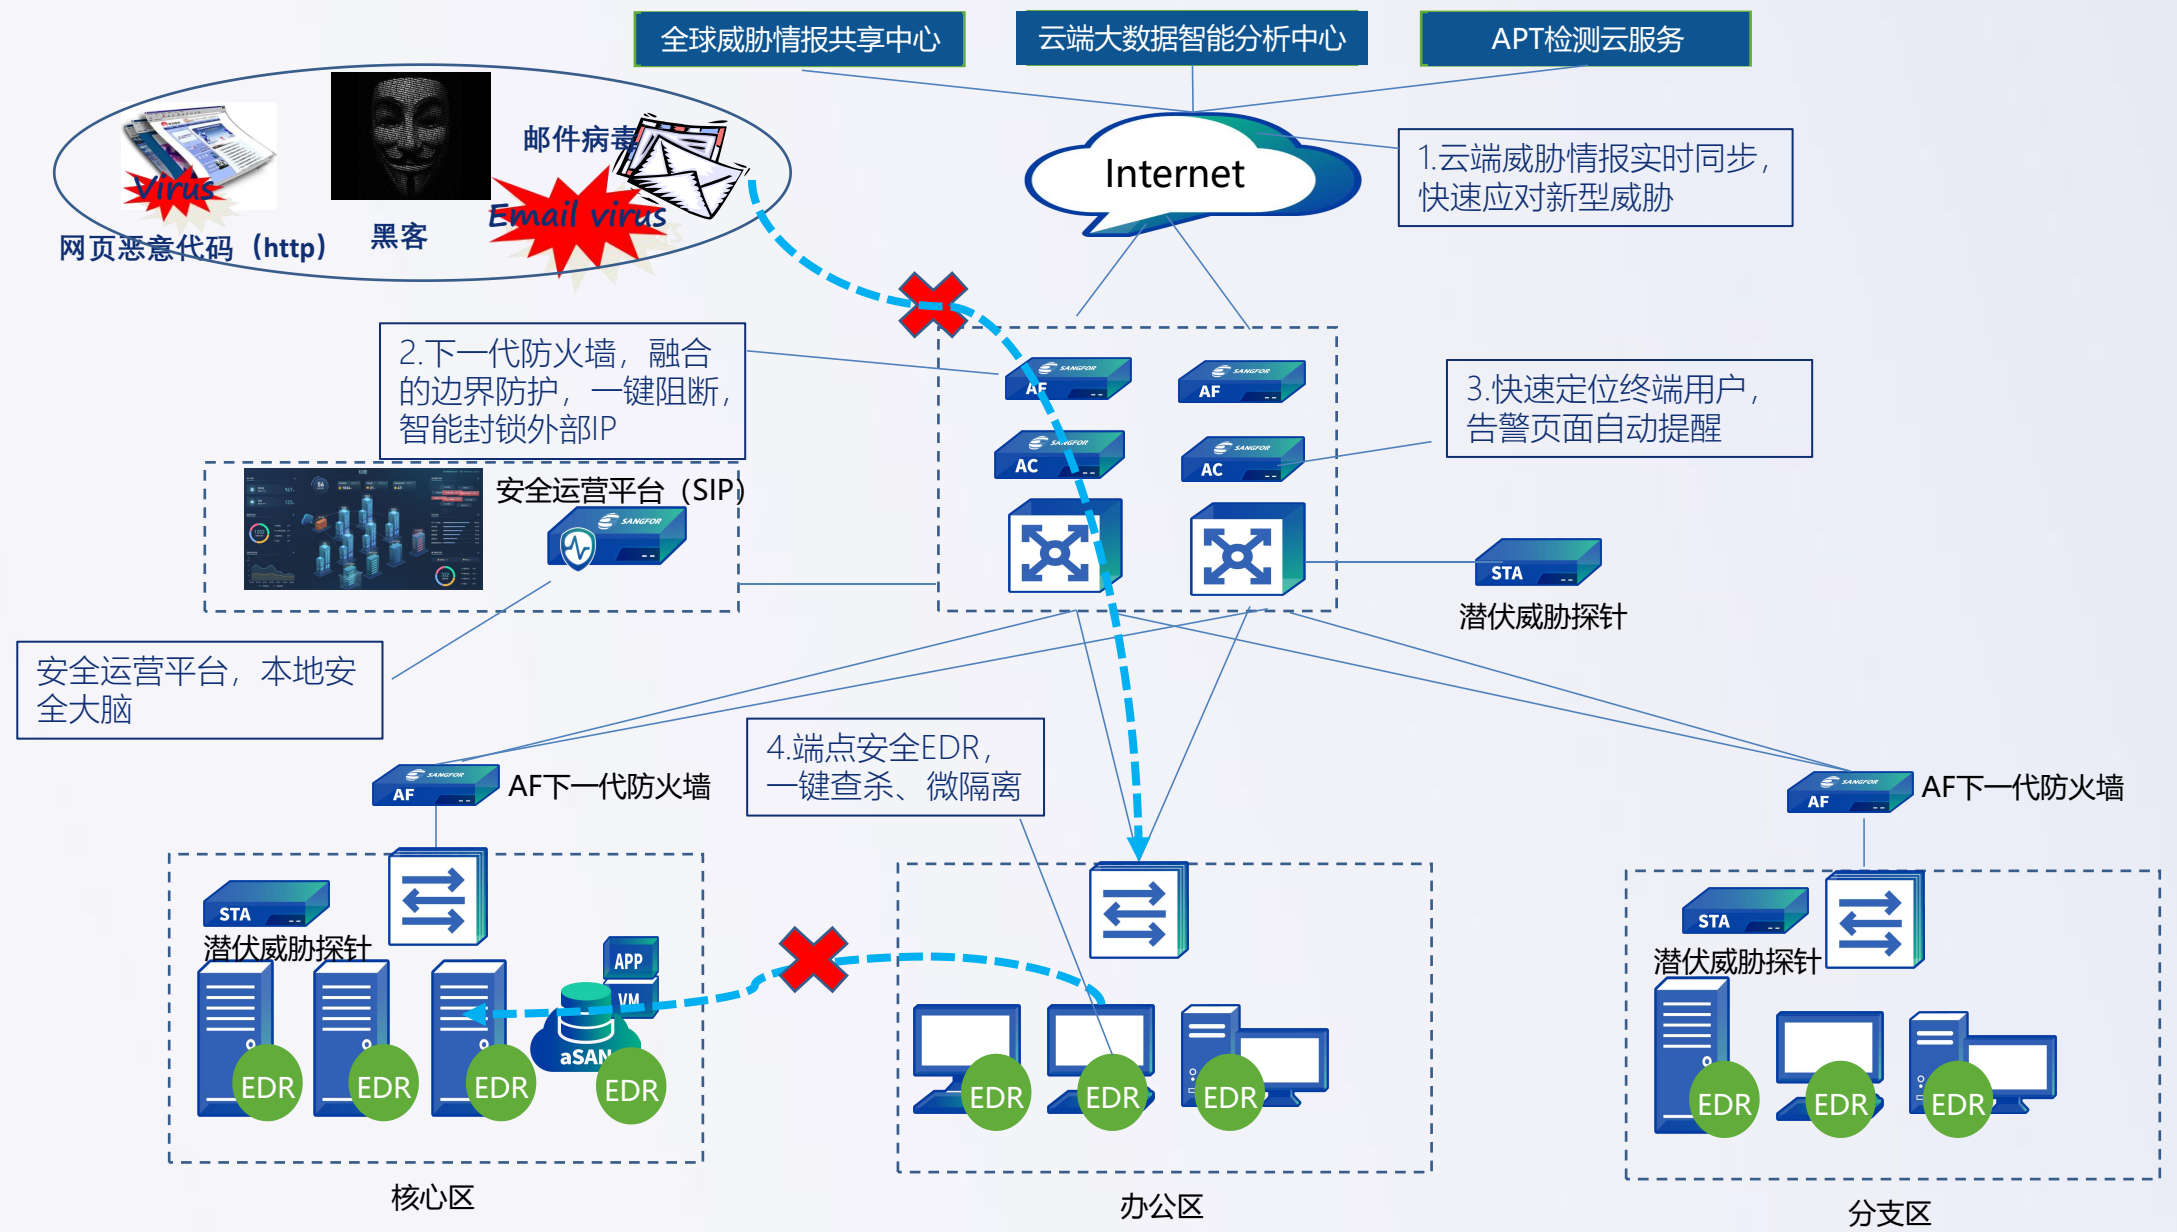 全球威胁情报共享中心
云端大数据智能分析中心
APT检测云服务
邮件病毒
Virus
Email virus
网页恶意代码（http）
黑客
Internet
1.云端威胁情报实时同步，
快速应对新型威胁
2.下一代防火墙，融合
的边界防护，一键阻断，
智能封锁外部IP
SANGFOR
AF
SANGFOR
AF
3.快速定位终端用户，
告警页面自动提醒
SANGFOR
AC
SANGFOR
AC
安全运营平台（SIP）
SANGFOR
STA
潜伏威胁探针
安全运营平台，本地安
全大脑
4.端点安全EDR，
一键查杀、微隔离
SANGFOR
AF
AF下一代防火墙
SANGFOR
AF
AF下一代防火墙
STA
潜伏威胁探针
APP
VM
aSAN
EDR
EDR
EDR
EDR
核心区
EDR
EDR
EDR
办公区
STA
潜伏威胁探针
EDR
EDR
EDR
分支区